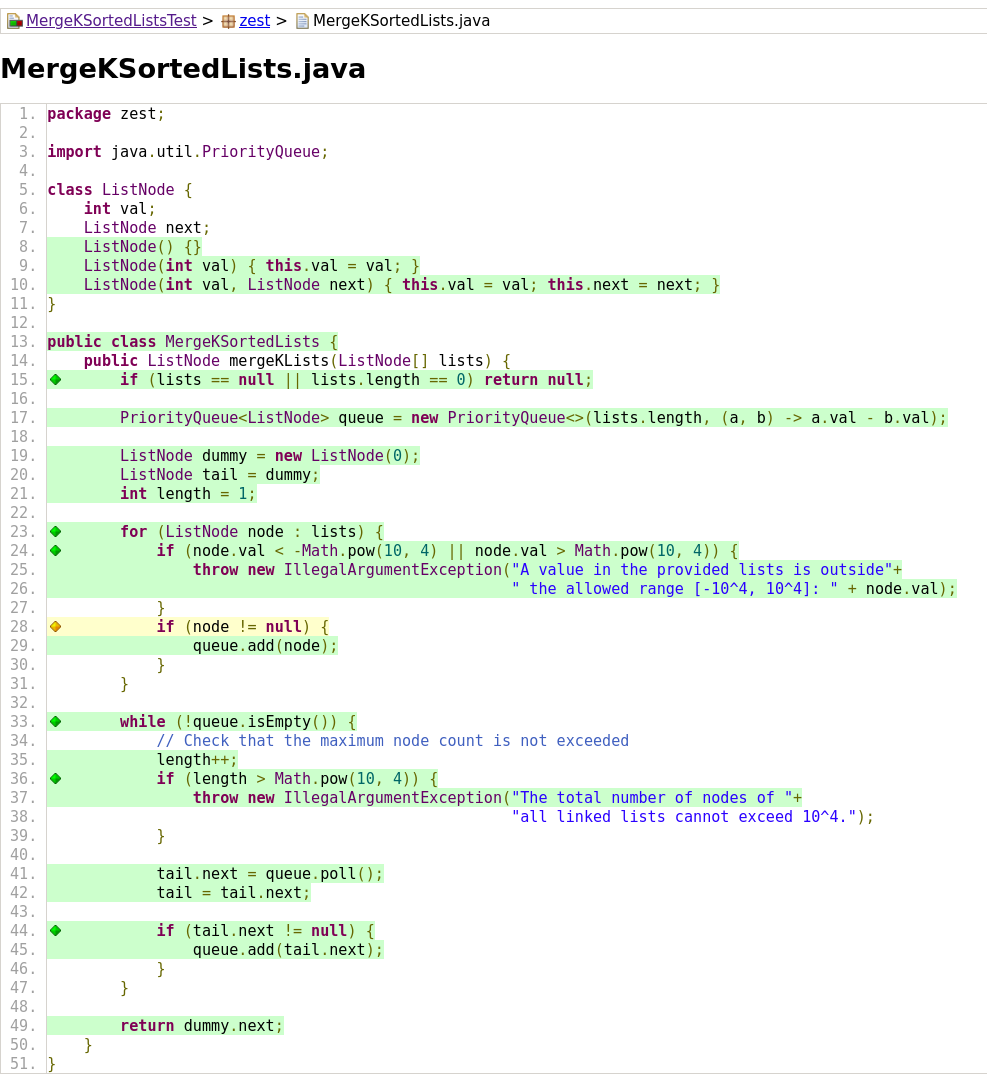 MergeKSortedListsTest > zest > MergeKSortedLists.java
MergeKSortedLists.java
1. package zest;
2.
3. import java.util.PriorityQueue;
4.
5. class ListNode {
6.     int val;
7.     ListNode next;
8.     ListNode() {}
9.     ListNode(int val) { this.val = val; }
10.     ListNode(int val, ListNode next) { this.val = val; this.next = next; }
11. }
12.
13. public class MergeKSortedLists {
14.     public ListNode mergeKLists(ListNode[] lists) {
15.         if (lists == null || lists.length == 0) return null;
16.
17.         PriorityQueue<ListNode> queue = new PriorityQueue<>(lists.length, (a, b) -> a.val - b.val);
18.
19.         ListNode dummy = new ListNode(0);
20.         ListNode tail = dummy;
21.         int length = 1;
22.
23.         for (ListNode node : lists) {
24.             if (node.val < -Math.pow(10, 4) || node.val > Math.pow(10, 4)) {
25.                 throw new IllegalArgumentException("A value in the provided lists is outside"+
26.                                                    " the allowed range [-10^4, 10^4]: " + node.val);
27.             }
28.             if (node != null) {
29.                 queue.add(node);
30.             }
31.         }
32.
33.         while (!queue.isEmpty()) {
34.             // Check that the maximum node count is not exceeded
35.             length++;
36.             if (length > Math.pow(10, 4)) {
37.                 throw new IllegalArgumentException("The total number of nodes of "+
38.                                                    "all linked lists cannot exceed 10^4.");
39.             }
40.
41.             tail.next = queue.poll();
42.             tail = tail.next;
43.
44.             if (tail.next != null) {
45.                 queue.add(tail.next);
46.             }
47.         }
48.
49.         return dummy.next;
50.     }
51. }